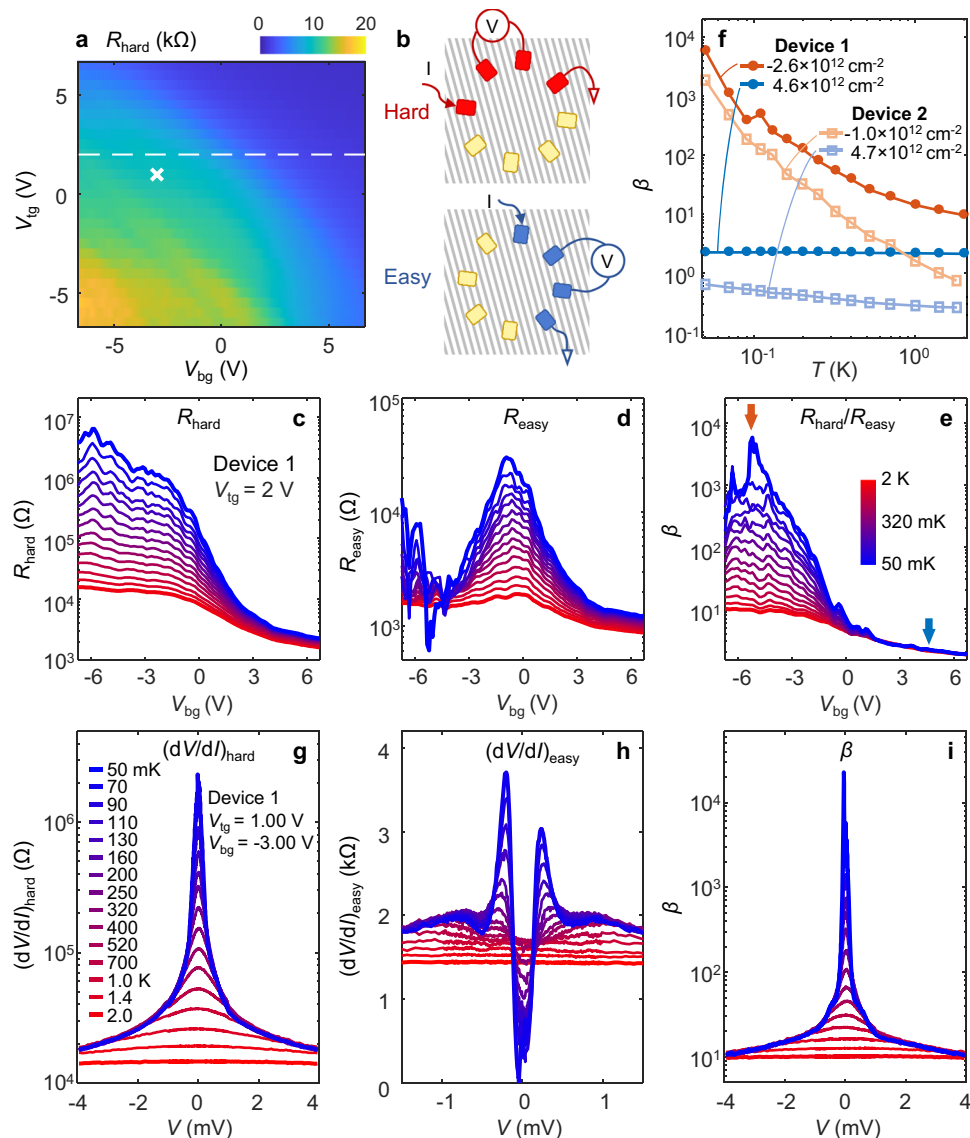 a R_hard (kΩ)
0 10 20
V_tg (V)
5
0
-5
-5 0 5
V_bg (V)
b
V
I
Hard
I
V
Easy
f
Device 1
-2.6×10^12 cm^-2
4.6×10^12 cm^-2
Device 2
-1.0×10^12 cm^-2
4.7×10^12 cm^-2
β
10^4
10^3
10^2
10^1
10^0
10^-1
10^-1 10^0
T (K)
R_hard c
Device 1
V_tg = 2 V
R_hard (Ω)
10^7
10^6
10^5
10^4
10^3
-6 -3 0 3 6
V_bg (V)
R_easy d
R_easy (Ω)
10^5
10^4
10^3
-6 -3 0 3 6
V_bg (V)
R_hard/R_easy e
2 K
320 mK
50 mK
β
10^4
10^3
10^2
10^1
-6 -3 0 3 6
V_bg (V)
(dV/dI)_hard g
50 mK
70
90
110
130
160
200
250
320
400
520
700
1.0 K
1.4
2.0
Device 1
V_tg = 1.00 V
V_bg = -3.00 V
(dV/dI)_hard (Ω)
10^6
10^5
10^4
-4 -2 0 2 4
V (mV)
(dV/dI)_easy h
(dV/dI)_easy (kΩ)
4
3
2
1
0
-1 0 1
V (mV)
β i
β
10^4
10^3
10^2
10^1
-4 -2 0 2 4
V (mV)